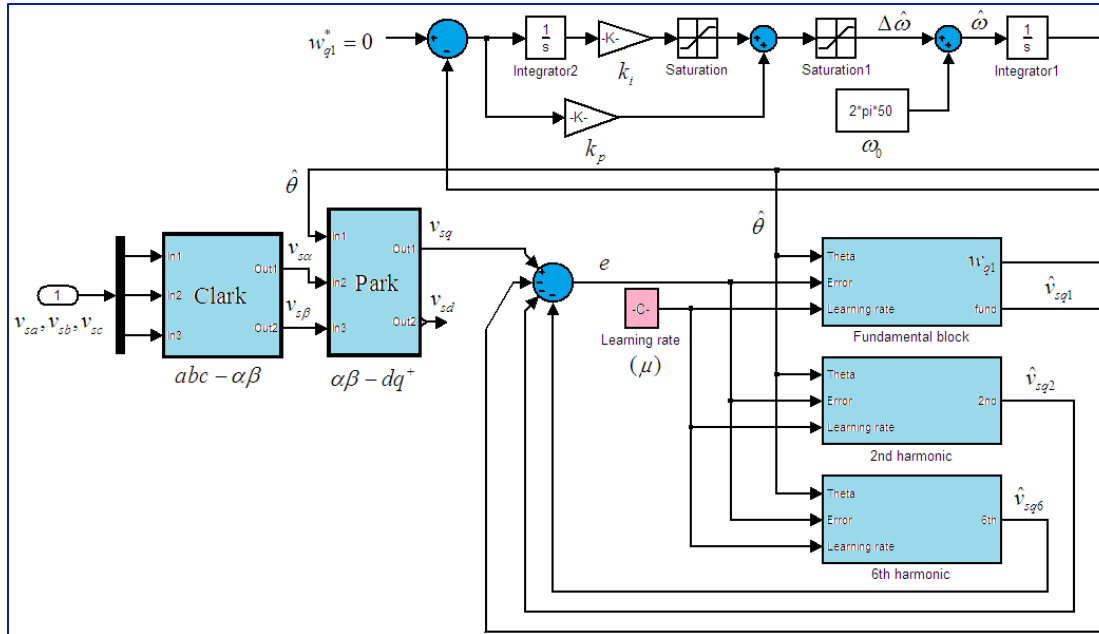 w*q1 = 0
+
-
1
s
Integrator2
-K-
ki
Saturation
+
+
Saturation1
Δω̂
+
+
ω̂
1
s
Integrator1
-K-
kp
2*pi*50
ω0
θ̂
1
vsa, vsb, vsc
In1
In2
In3
Clark
Out1
Out2
abc − αβ
vsα
vsβ
In1
In2
In3
Park
Out1
Out2
αβ − dq+
vsq
vsd
+
-
-
-
e
-C-
Learning rate
(μ)
θ̂
Theta
Error
Learning rate
wq1
fund
Fundamental block
v̂sq1
Theta
Error
Learning rate
2nd
2nd harmonic
v̂sq2
Theta
Error
Learning rate
6th
6th harmonic
v̂sq6